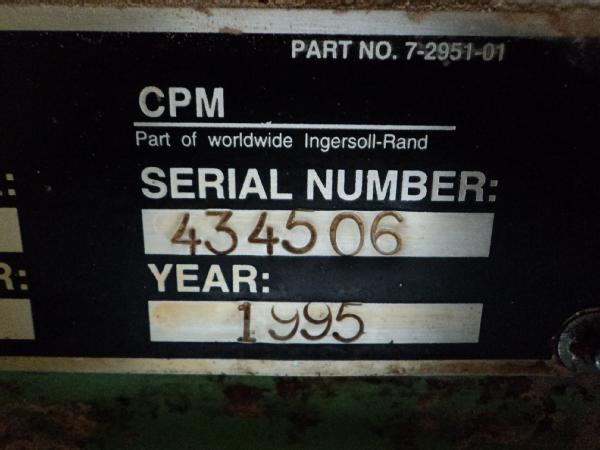 PART NO. 7-2951-01
CPM
Part of worldwide Ingersoll-Rand
SERIAL NUMBER:
434506
R:
YEAR:
1995